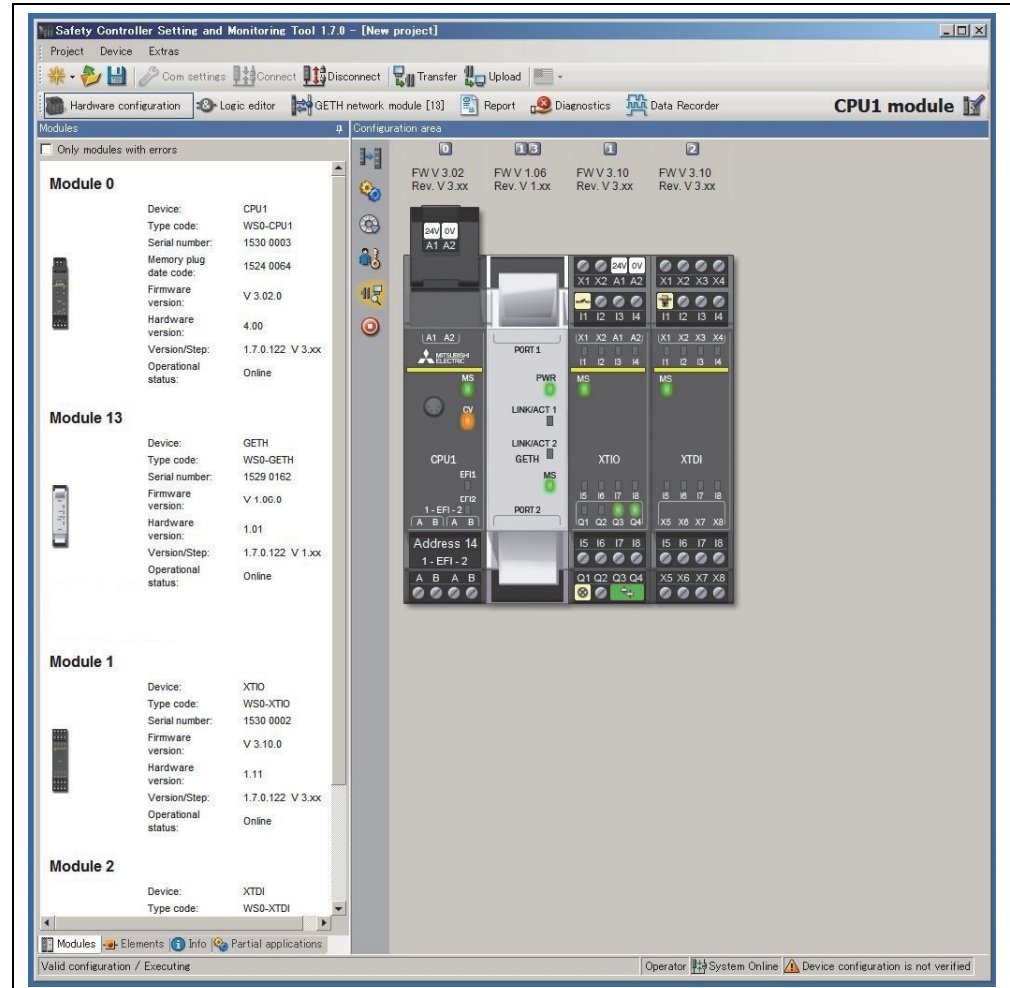 Safety Controller Setting and Monitoring Tool 1.7.0 - [New project]
Project Device Extras
Com settings Connect Disconnect Transfer Upload
Hardware configuration Logic editor GETH network module [13] Report Diagnostics Data Recorder CPU1 module
Modules
Only modules with errors
Module 0
Device: CPU1
Type code: WS0-CPU1
Serial number: 1530 0003
Memory plug date code: 1524 0064
Firmware version: V 3.02.0
Hardware version: 4.00
Version/Step: 1.7.0.122 V 3.xx
Operational status: Online
Module 13
Device: GETH
Type code: WS0-GETH
Serial number: 1529 0162
Firmware version: V 1.06.0
Hardware version: 1.01
Version/Step: 1.7.0.122 V 1.xx
Operational status: Online
Module 1
Device: XTIO
Type code: WS0-XTIO
Serial number: 1530 0002
Firmware version: V 3.10.0
Hardware version: 1.11
Version/Step: 1.7.0.122 V 3.xx
Operational status: Online
Module 2
Device: XTDI
Type code: WS0-XTDI
Modules Elements Info Partial applications
Configuration area
0 13 1 2
FW V 3.02 FW V 1.06 FW V 3.10 FW V 3.10
Rev. V 3.xx Rev. V 1.xx Rev. V 3.xx Rev. V 3.xx
24V 0V
A1 A2
24V 0V
X1 X2 A1 A2 X1 X2 X3 X4
I1 I2 I3 I4 I1 I2 I3 I4
A1 A2 X1 X2 A1 A2 X1 X2 X3 X4
MITSUBISHI ELECTRIC
PORT 1
I1 I2 I3 I4 I1 I2 I3 I4
MS PWR MS MS
CV LINK/ACT 1
LINK/ACT 2
CPU1 GETH XTIO XTDI
EFI1 MS
EFI2 I5 I6 I7 I8 I5 I6 I7 I8
1 - EFI - 2 PORT 2
A B A B Q1 Q2 Q3 Q4 X5 X6 X7 X8
Address 14 I5 I6 I7 I8 I5 I6 I7 I8
1 - EFI - 2
A B A B Q1 Q2 Q3 Q4 X5 X6 X7 X8
Valid configuration / Executing Operator System Online Device configuration is not verified